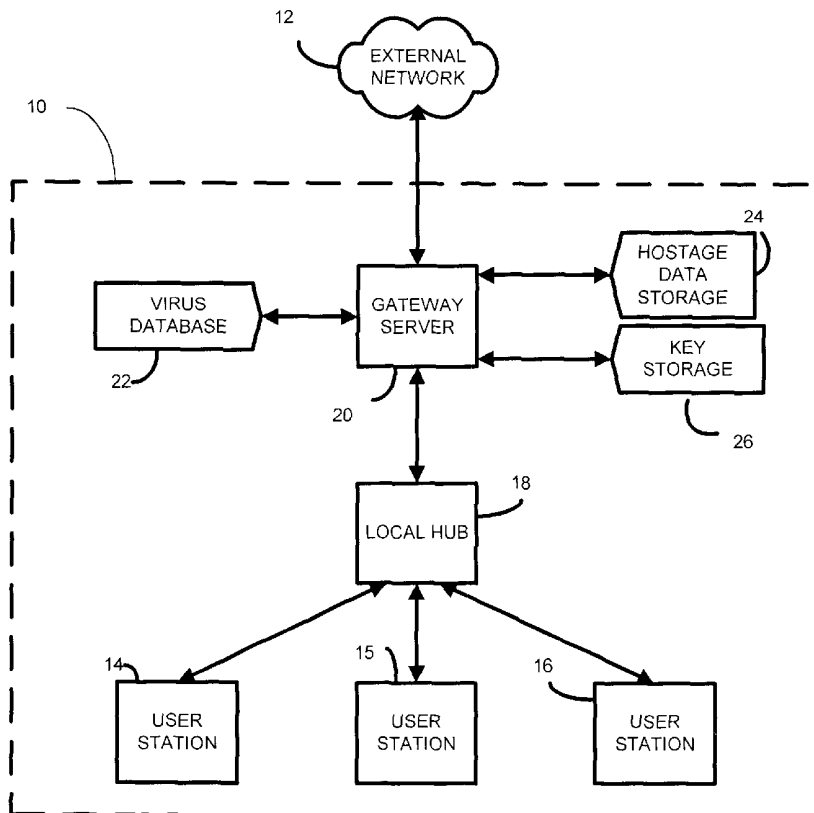 12
EXTERNAL
NETWORK
10
24
HOSTAGE
DATA
STORAGE
VIRUS
DATABASE
GATEWAY
SERVER
KEY
STORAGE
22
20
26
18
LOCAL HUB
14
15
16
USER
STATION
USER
STATION
USER
STATION